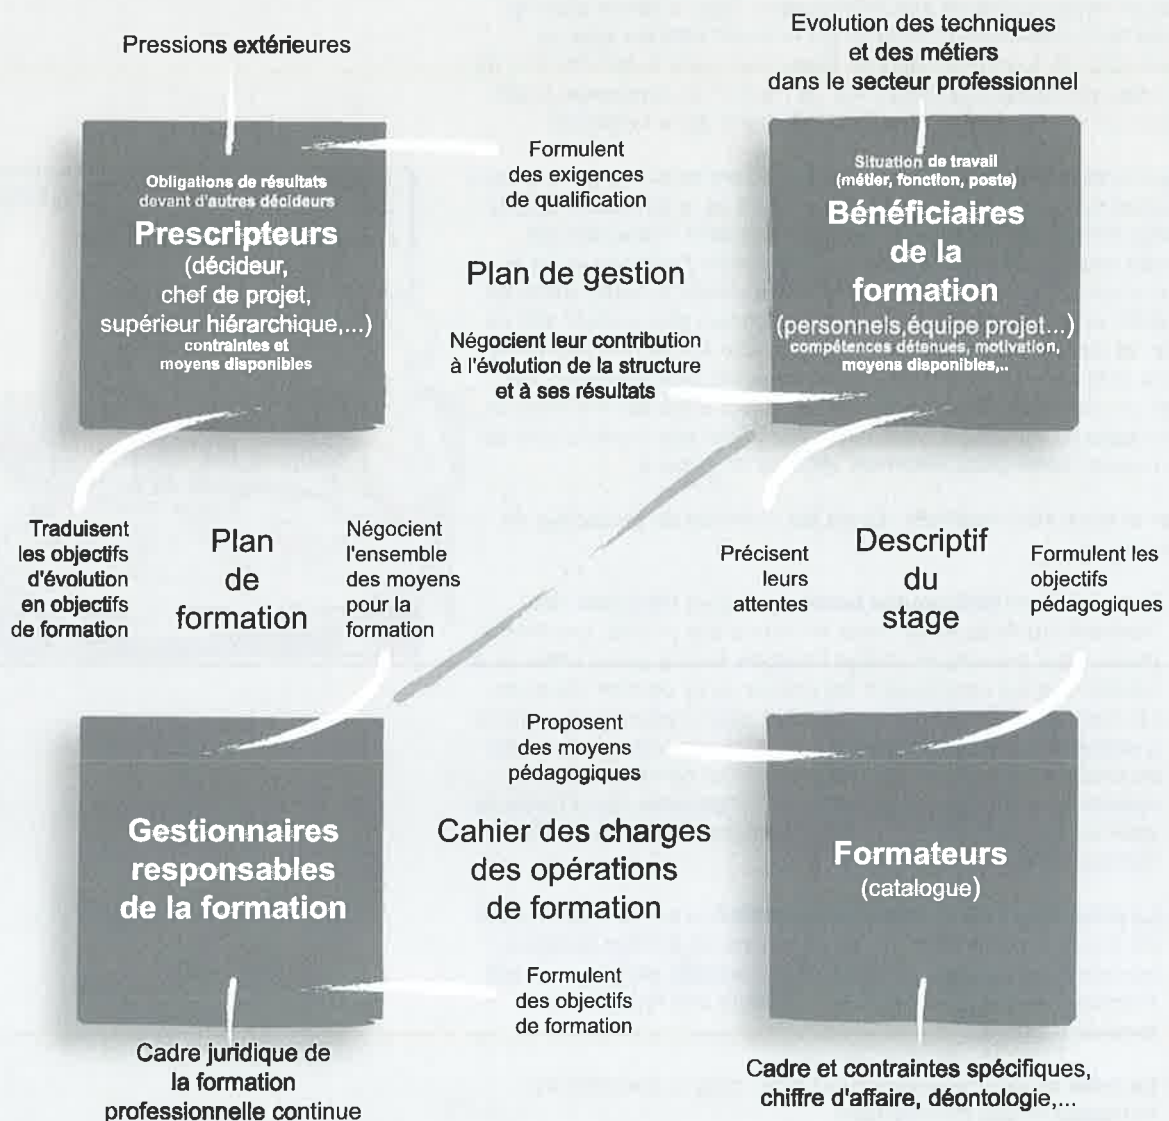 Pressions extérieures
Evolution des techniques
et des métiers
dans le secteur professionnel
Obligations de résultats
devant d'autres décideurs
Prescripteurs
(décideur,
chef de projet,
supérieur hiérarchique,...)
contraintes et
moyens disponibles
Formulent
des exigences
de qualification
Plan de gestion
Négocient leur contribution
à l'évolution de la structure
et à ses résultats
Situation de travail
(métier, fonction, poste)
Bénéficiaires
de la
formation
(personnels,équipe projet...)
compétences détenues, motivation,
moyens disponibles,..
Traduisent
les objectifs
d'évolution
en objectifs
de formation
Plan
de
formation
Négocient
l'ensemble
des moyens
pour la
formation
Précisent
leurs
attentes
Descriptif
du
stage
Formulent les
objectifs
pédagogiques
Gestionnaires
responsables
de la formation
Proposent
des moyens
pédagogiques
Cahier des charges
des opérations
de formation
Formulent
des objectifs
de formation
Formateurs
(catalogue)
Cadre juridique de
la formation
professionnelle continue
Cadre et contraintes spécifiques,
chiffre d'affaire, déontologie,...